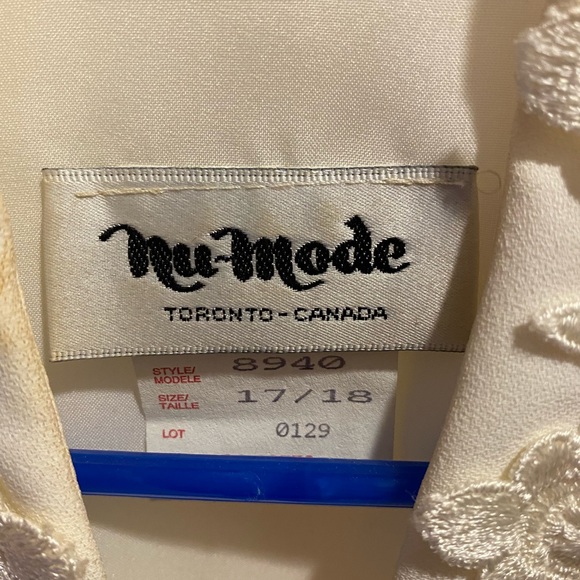 nu-mode
TORONTO-CANADA
STYLE/ 8940
MODELE
SIZE/ 17/18
TAILLE
LOT 0129